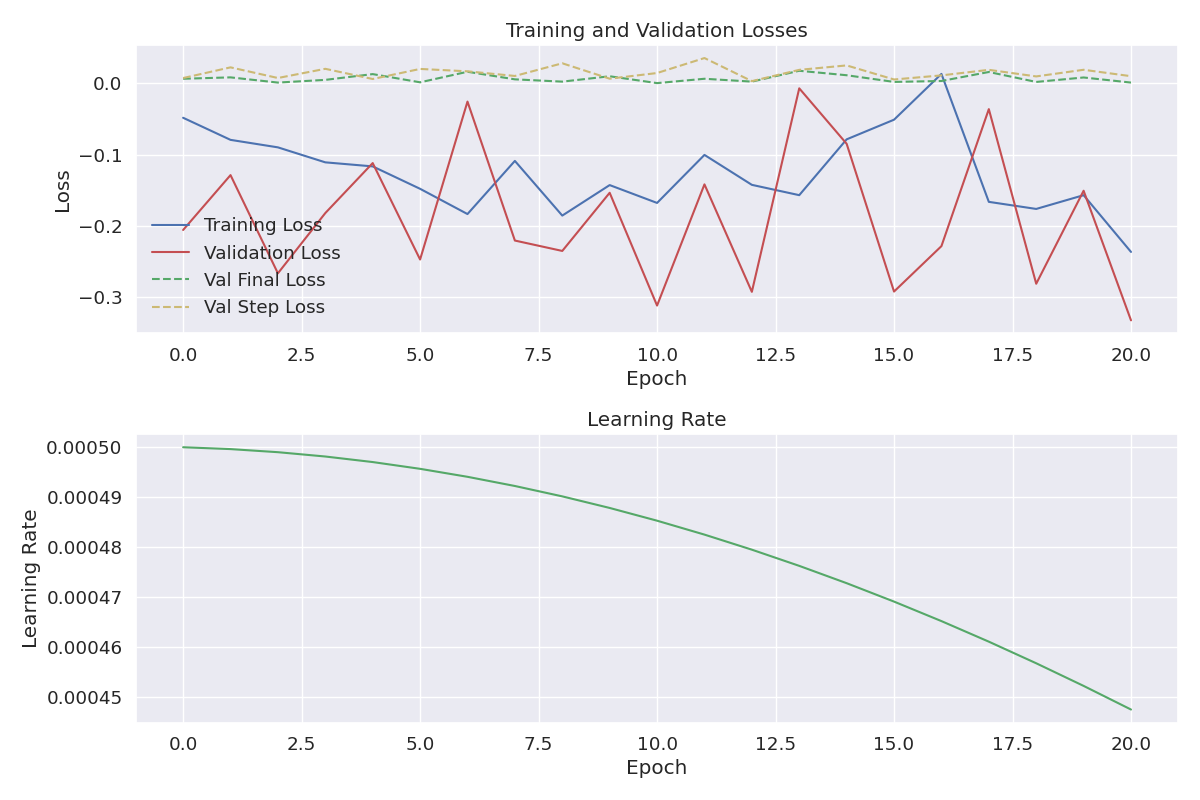 Training and Validation Losses
0.0
−0.1
−0.2
−0.3
Loss
Training Loss
Validation Loss
Val Final Loss
Val Step Loss
0.0 2.5 5.0 7.5 10.0 12.5 15.0 17.5 20.0
Epoch
Learning Rate
0.00050
0.00049
0.00048
0.00047
0.00046
0.00045
Learning Rate
0.0 2.5 5.0 7.5 10.0 12.5 15.0 17.5 20.0
Epoch